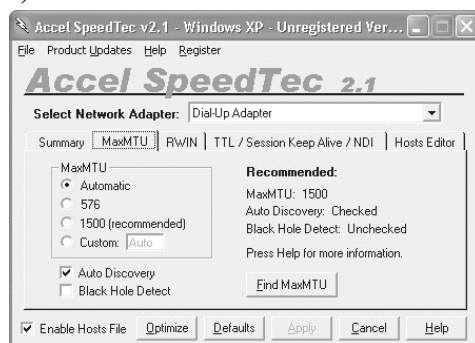 Accel SpeedTec v2.1 - Windows XP - Unregistered Ver...
File Product Updates Help Register
Accel SpeedTec 2.1
Select Network Adapter: Dial-Up Adapter
Summary MaxMTU RWIN TTL / Session Keep Alive / NDI Hosts Editor
MaxMTU
Automatic
576
1500 (recommended)
Custom: Auto
Auto Discovery
Black Hole Detect
Recommended:
MaxMTU: 1500
Auto Discovery: Checked
Black Hole Detect: Unchecked
Press Help for more information.
Find MaxMTU
Enable Hosts File Optimize Defaults Apply Cancel Help